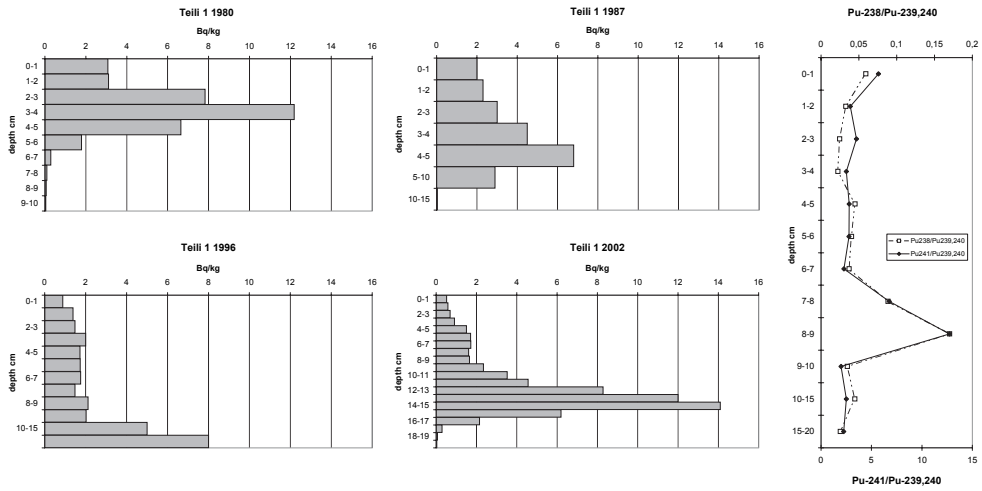 Teili 1 1980
Bq/kg
0 2 4 6 8 10 12 14 16
depth cm
0-1
1-2
2-3
3-4
4-5
5-6
6-7
7-8
8-9
9-10
Teili 1 1987
Bq/kg
0 2 4 6 8 10 12 14 16
depth cm
0-1
1-2
2-3
3-4
4-5
5-10
10-15
Teili 1 1996
Bq/kg
0 2 4 6 8 10 12 14 16
depth cm
0-1
2-3
4-5
6-7
8-9
10-15
Teili 1 2002
Bq/kg
0 2 4 6 8 10 12 14 16
depth cm
0-1
2-3
4-5
6-7
8-9
10-11
12-13
14-15
16-17
18-19
Pu-238/Pu-239,240
0 0,05 0,1 0,15 0,2
depth cm
0-1
1-2
2-3
3-4
4-5
5-6
6-7
7-8
8-9
9-10
10-15
15-20
Pu238/Pu239,240
Pu241/Pu239,240
0 5 10 15
Pu-241/Pu-239,240